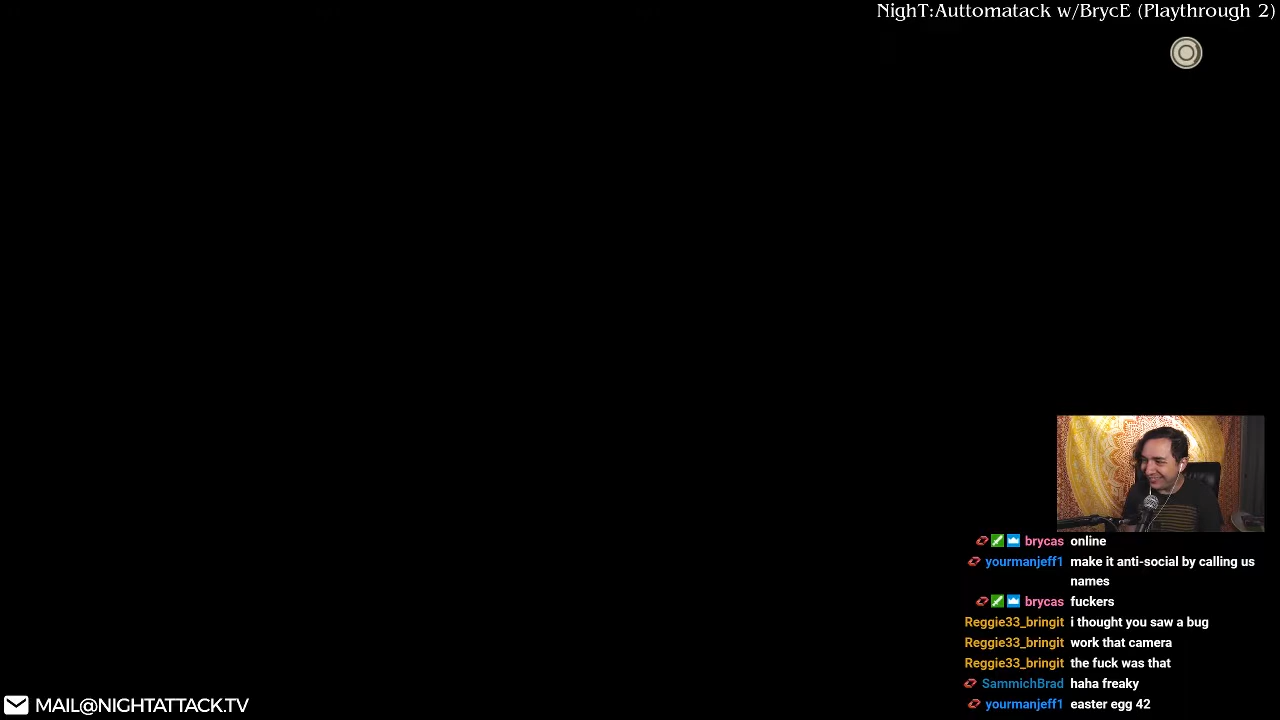 NighT:Auttomatack w/BrycE (Playthrough 2)
brycas online
yourmanjeff1 make it anti-social by calling us
names
brycas fuckers
Reggie33_bringit i thought you saw a bug
Reggie33_bringit work that camera
Reggie33_bringit the fuck was that
SammichBrad haha freaky
yourmanjeff1 easter egg 42
MAIL@NIGHTATTACK.TV